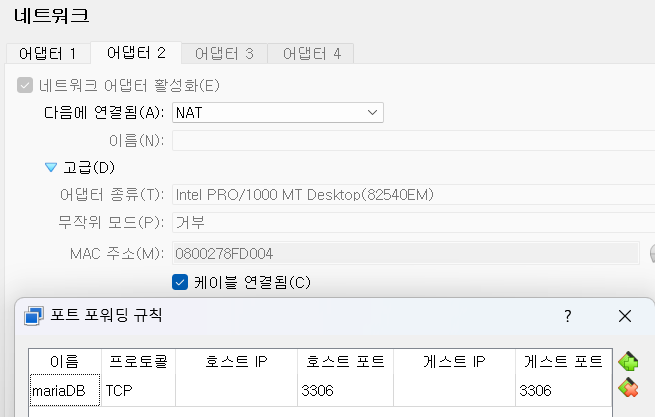 네트워크
어댑터 1 어댑터 2 어댑터 3 어댑터 4
네트워크 어댑터 활성화(E)
다음에 연결됨(A): NAT
이름(N):
고급(D)
어댑터 종류(T): Intel PRO/1000 MT Desktop(82540EM)
무작위 모드(P): 거부
MAC 주소(M): 0800278FD004
케이블 연결됨(C)
포트 포워딩 규칙 ?
이름 프로토콜 호스트 IP 호스트 포트 게스트 IP 게스트 포트
mariaDB TCP 3306 3306